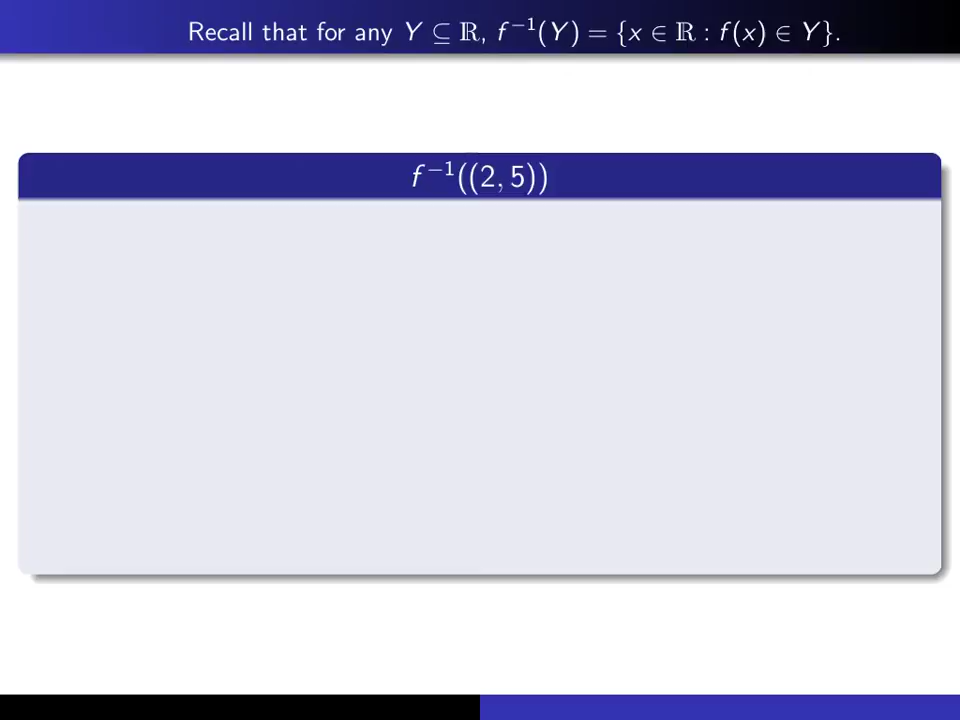 Recall that for any Y ⊆ ℝ, f⁻¹(Y) = {x ∈ ℝ : f(x) ∈ Y}.
f⁻¹((2, 5))